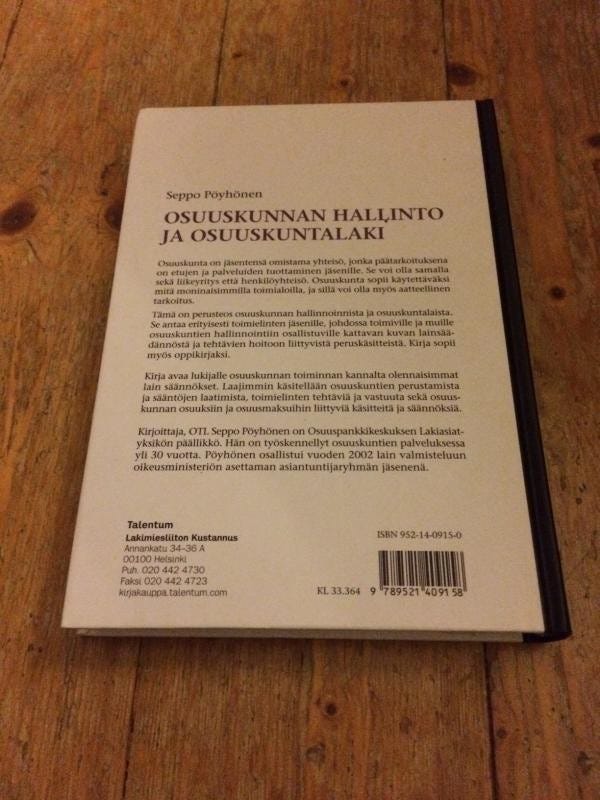 Seppo Pöyhönen
OSUUSKUNNAN HALLINTO
JA OSUUSKUNTALAKI
Osuuskunta on jäsentensä omistama yhteisö, jonka päätarkoituksena
on etujen ja palveluiden tuottaminen jäsenille. Se voi olla samalla
sekä liikeyritys että henkilöyhteisö. Osuuskunta sopii käytettäväksi
mitä moninaisimmilla toimialoilla, ja sillä voi olla myös aatteellinen
tarkoitus.
Tämä on perusteos osuuskunnan hallinnoinnista ja osuuskuntalaista.
Se antaa erityisesti toimielinten jäsenille, johdossa toimiville ja muille
osuuskuntien hallinnointiin osallistuville kattavan kuvan lainsää-
dännöstä ja tehtävien hoitoon liittyvistä peruskäsitteistä. Kirja sopii
myös oppikirjaksi.
Kirja avaa lukijalle osuuskunnan toiminnan kannalta olennaisimmat
lain säännökset. Laajimmin käsitellään osuuskuntien perustamista
ja sääntöjen laatimista, toimielinten tehtäviä ja vastuuta sekä osuus-
kunnan osuuksiin ja osuusmaksuihin liittyviä käsitteitä ja säännöksiä.
Kirjoittaja, OTL Seppo Pöyhönen on Osuuspankkikeskuksen Lakiasiat-
yksikön päällikkö. Hän on työskennellyt osuuskuntien palveluksessa
yli 30 vuotta. Pöyhönen osallistui vuoden 2002 lain valmisteluun
oikeusministeriön asettaman asiantuntijaryhmän jäsenenä.
Talentum
Lakimiesliiton Kustannus
Annankatu 34-36 A
00100 Helsinki
Puh. 020 442 4730
Faksi 020 442 4723
kirjakauppa.talentum.com
ISBN 952-14-0915-0
KL 33.364
9 789521 409158